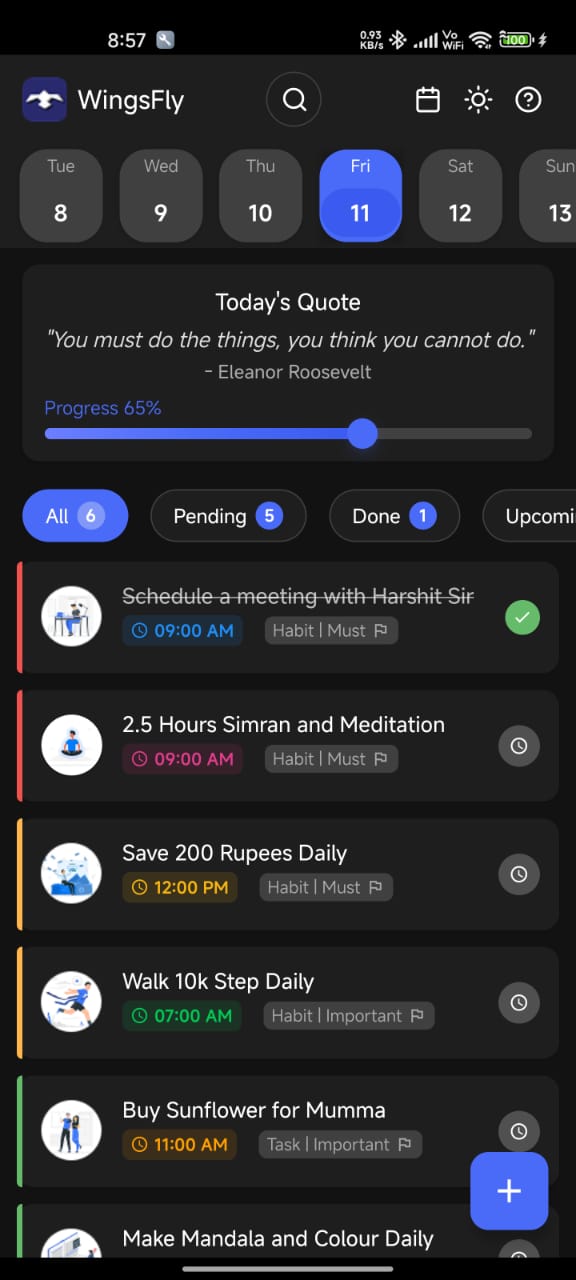 8:57
0.93 KB/s
Vo WiFi
100
WingsFly
Tue Wed Thu Fri Sat Sun
8 9 10 11 12 13
Today's Quote
"You must do the things, you think you cannot do."
- Eleanor Roosevelt
Progress 65%
All 6 Pending 5 Done 1 Upcomi
Schedule a meeting with Harshit Sir
09:00 AM Habit | Must
2.5 Hours Simran and Meditation
09:00 AM Habit | Must
Save 200 Rupees Daily
12:00 PM Habit | Must
Walk 10k Step Daily
07:00 AM Habit | Important
Buy Sunflower for Mumma
11:00 AM Task | Important
+
Make Mandala and Colour Daily